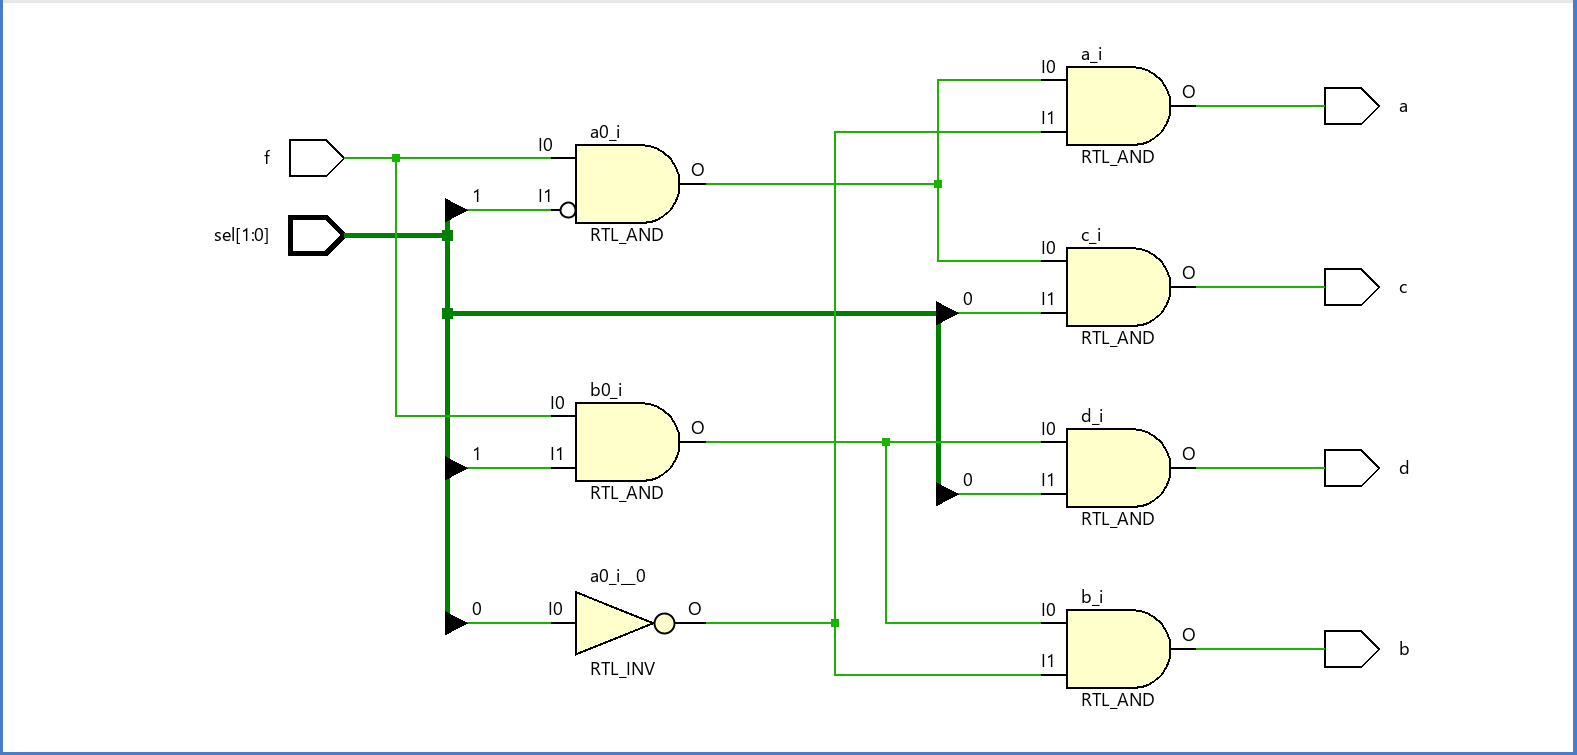 a_i
I0
O
a
I1
RTL_AND
a0_i
f
I0
O
1
I1
sel[1:0]
RTL_AND
c_i
I0
O
c
0
I1
RTL_AND
b0_i
I0
O
1
I1
RTL_AND
d_i
I0
O
d
0
I1
RTL_AND
a0_i__0
0
I0
O
RTL_INV
b_i
I0
O
b
I1
RTL_AND